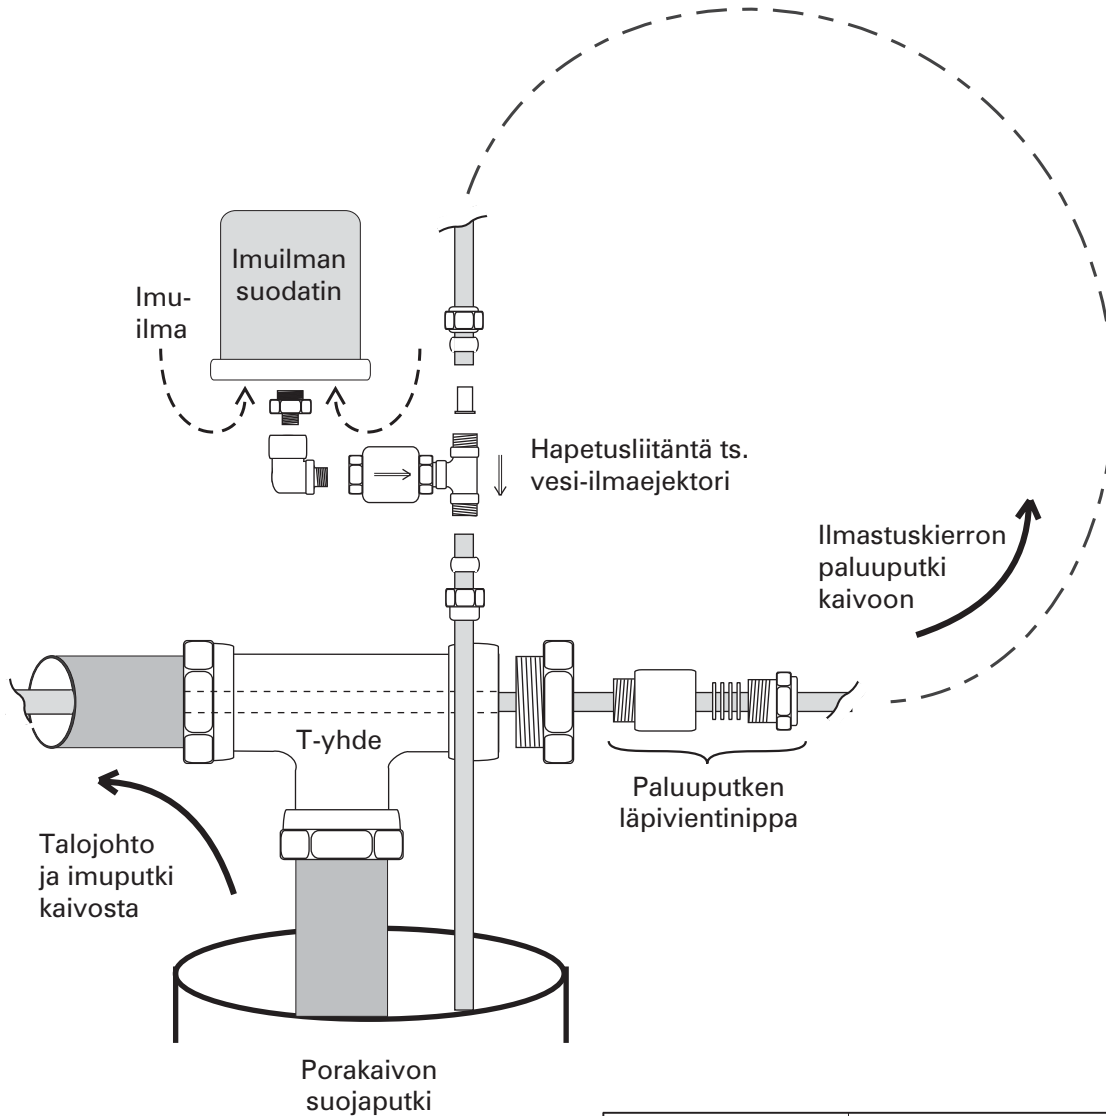 Imuilman
suodatin
Imu-
ilma
Hapetusliitäntä ts.
vesi-ilmaejektori
Ilmastuskierron
paluuputki
kaivoon
T-yhde
Paluuputken
läpivientinippa
Talojohto
ja imuputki
kaivosta
Porakaivon
suojaputki